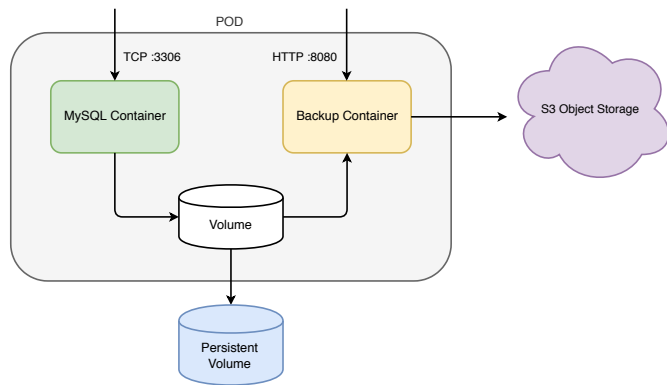 POD
TCP :3306
HTTP :8080
MySQL Container
Backup Container
S3 Object Storage
Volume
Persistent
Volume